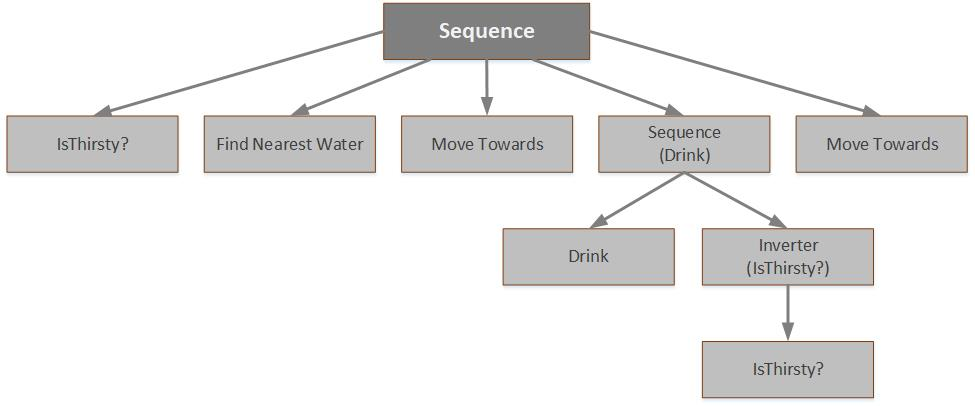 Sequence
IsThirsty?
Find Nearest Water
Move Towards
Sequence
(Drink)
Move Towards
Drink
Inverter
(IsThirsty?)
IsThirsty?